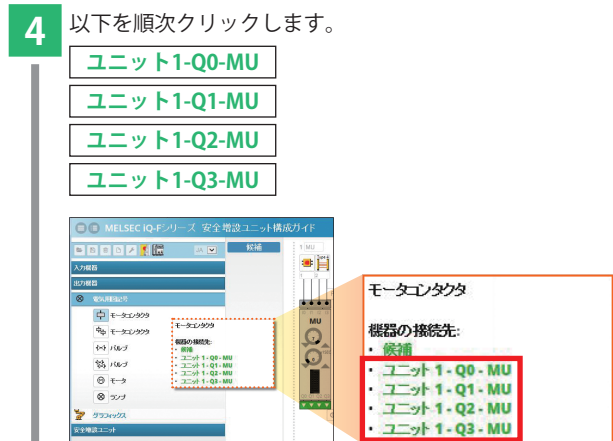 4
以下を順次クリックします。
ユニット1-Q0-MU
ユニット1-Q1-MU
ユニット1-Q2-MU
ユニット1-Q3-MU
MELSEC iQ-Fシリーズ 安全増設ユニット構成ガイド
候補
1 MU
入力機器
出力機器
電気用図記号
モータコンタクタ
モータコンタクタ
バルブ
バルブ
モータ
ランプ
グラフィックス
安全増設ユニット
モータコンタクタ
機器の接続先:
・ 候補
・ ユニット 1 - Q0 - MU
・ ユニット 1 - Q1 - MU
・ ユニット 1 - Q2 - MU
・ ユニット 1 - Q3 - MU
MU
モータコンタクタ
機器の接続先:
・ 候補
・ ユニット 1 - Q0 - MU
・ ユニット 1 - Q1 - MU
・ ユニット 1 - Q2 - MU
・ ユニット 1 - Q3 - MU